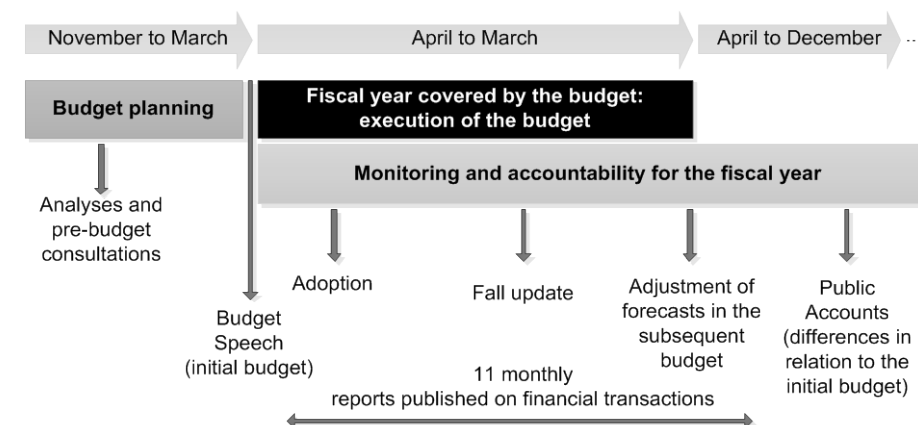 November to March
April to March
April to December
...
Budget planning
Fiscal year covered by the budget:
execution of the budget
Monitoring and accountability for the fiscal year
Analyses and
pre-budget
consultations
Budget
Speech
(initial budget)
Adoption
Fall update
Adjustment of
forecasts in the
subsequent
budget
Public
Accounts
(differences in
relation to the
initial budget)
11 monthly
reports published on financial transactions